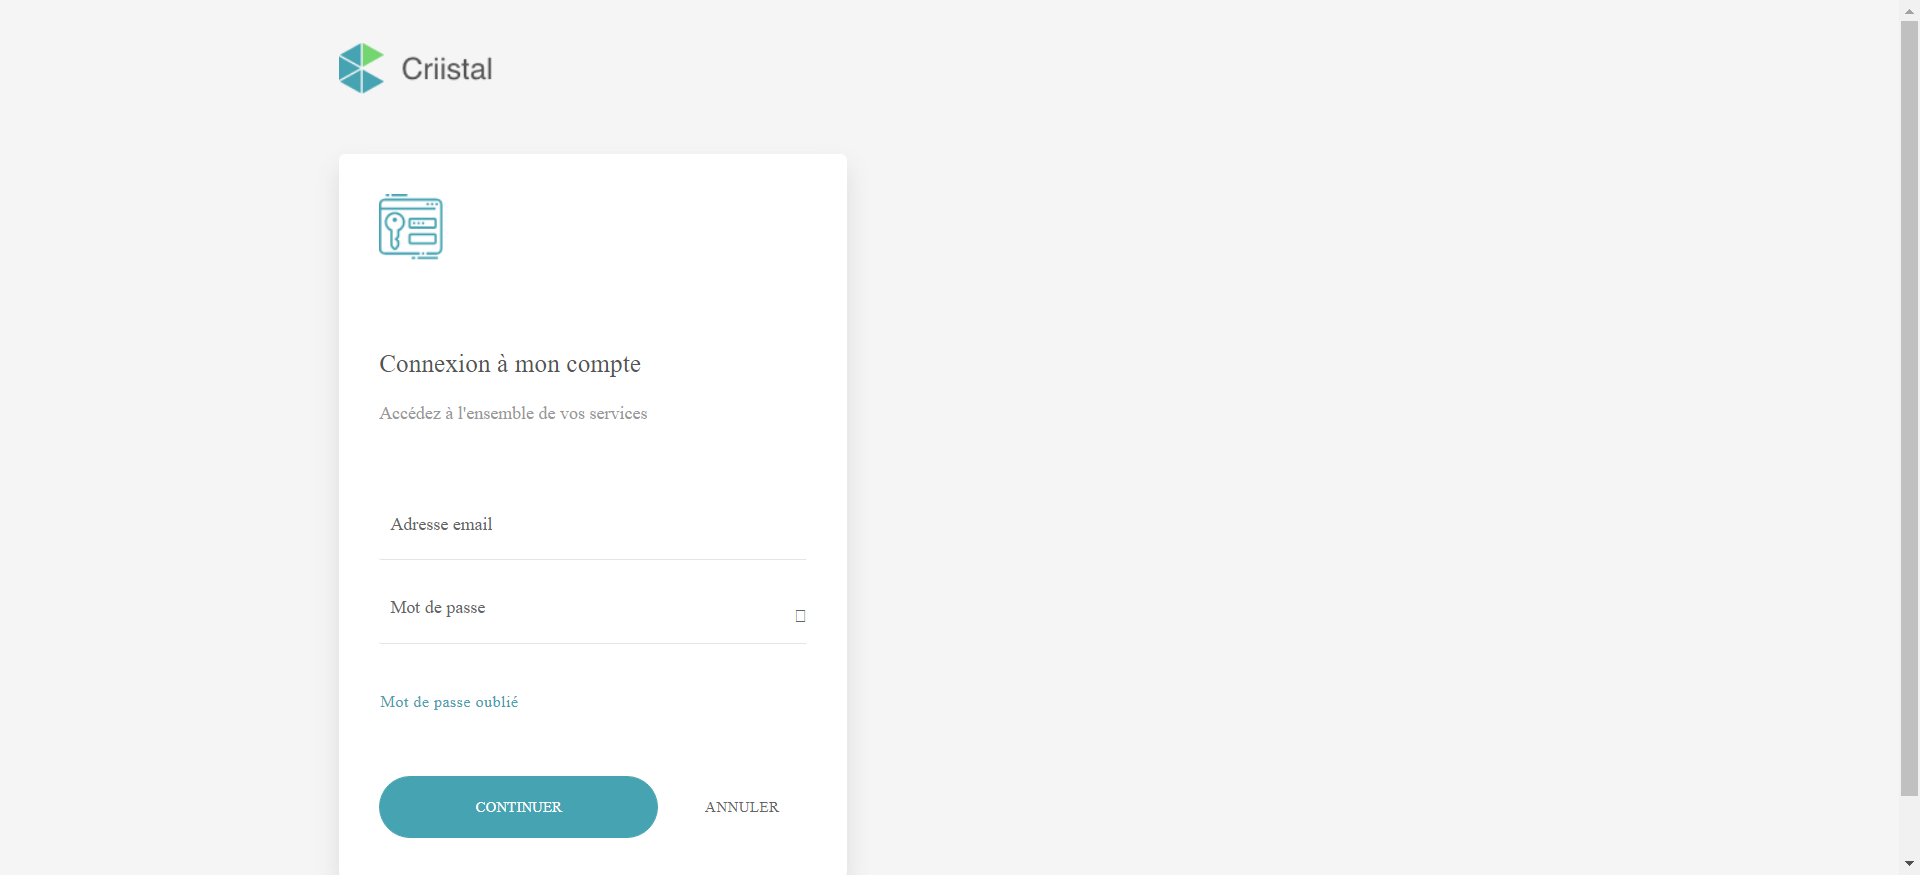 Criistal
Connexion à mon compte
Accédez à l'ensemble de vos services
Adresse email
Mot de passe
Mot de passe oublié
CONTINUER
ANNULER